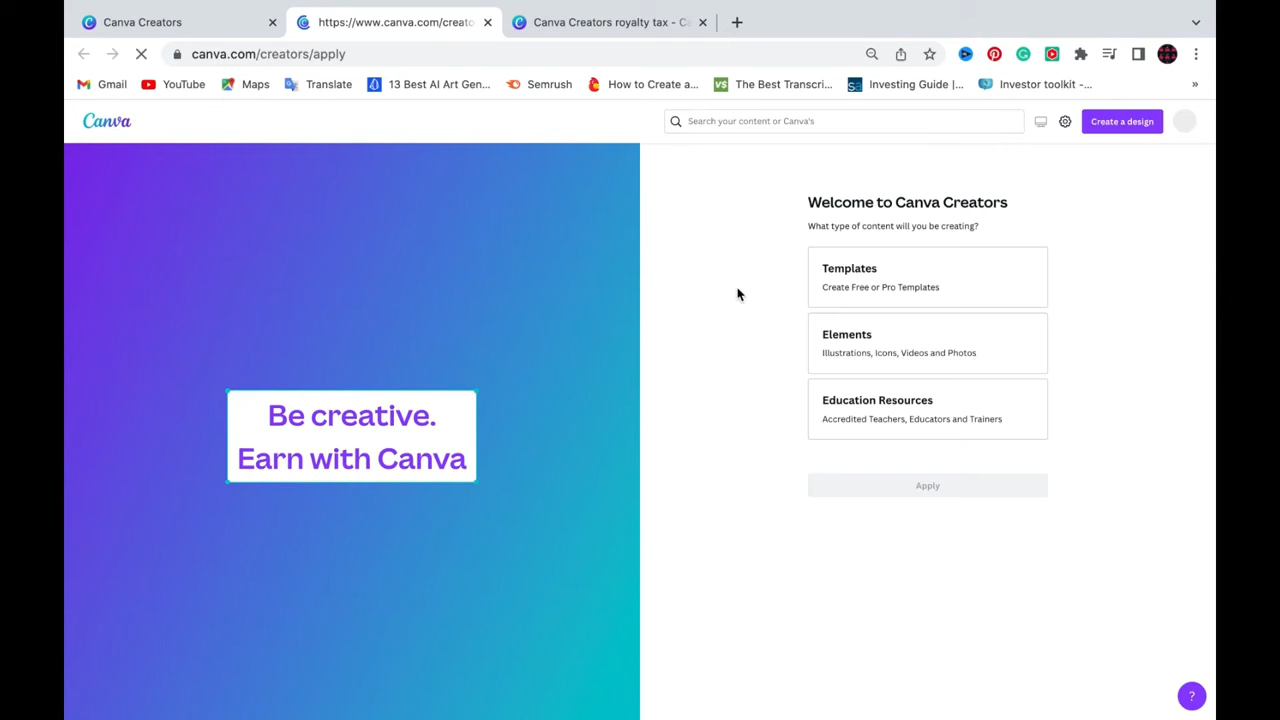 Canva Creators
https://www.canva.com/creato
Canva Creators royalty tax - Ca
canva.com/creators/apply
Gmail
YouTube
Maps
Translate
13 Best AI Art Gen...
Semrush
How to Create a...
The Best Transcri...
Investing Guide |...
Investor toolkit -...
»
Canva
Search your content or Canva's
Create a design
Be creative.
Earn with Canva
Welcome to Canva Creators
What type of content will you be creating?
Templates
Create Free or Pro Templates
Elements
Illustrations, Icons, Videos and Photos
Education Resources
Accredited Teachers, Educators and Trainers
Apply
?